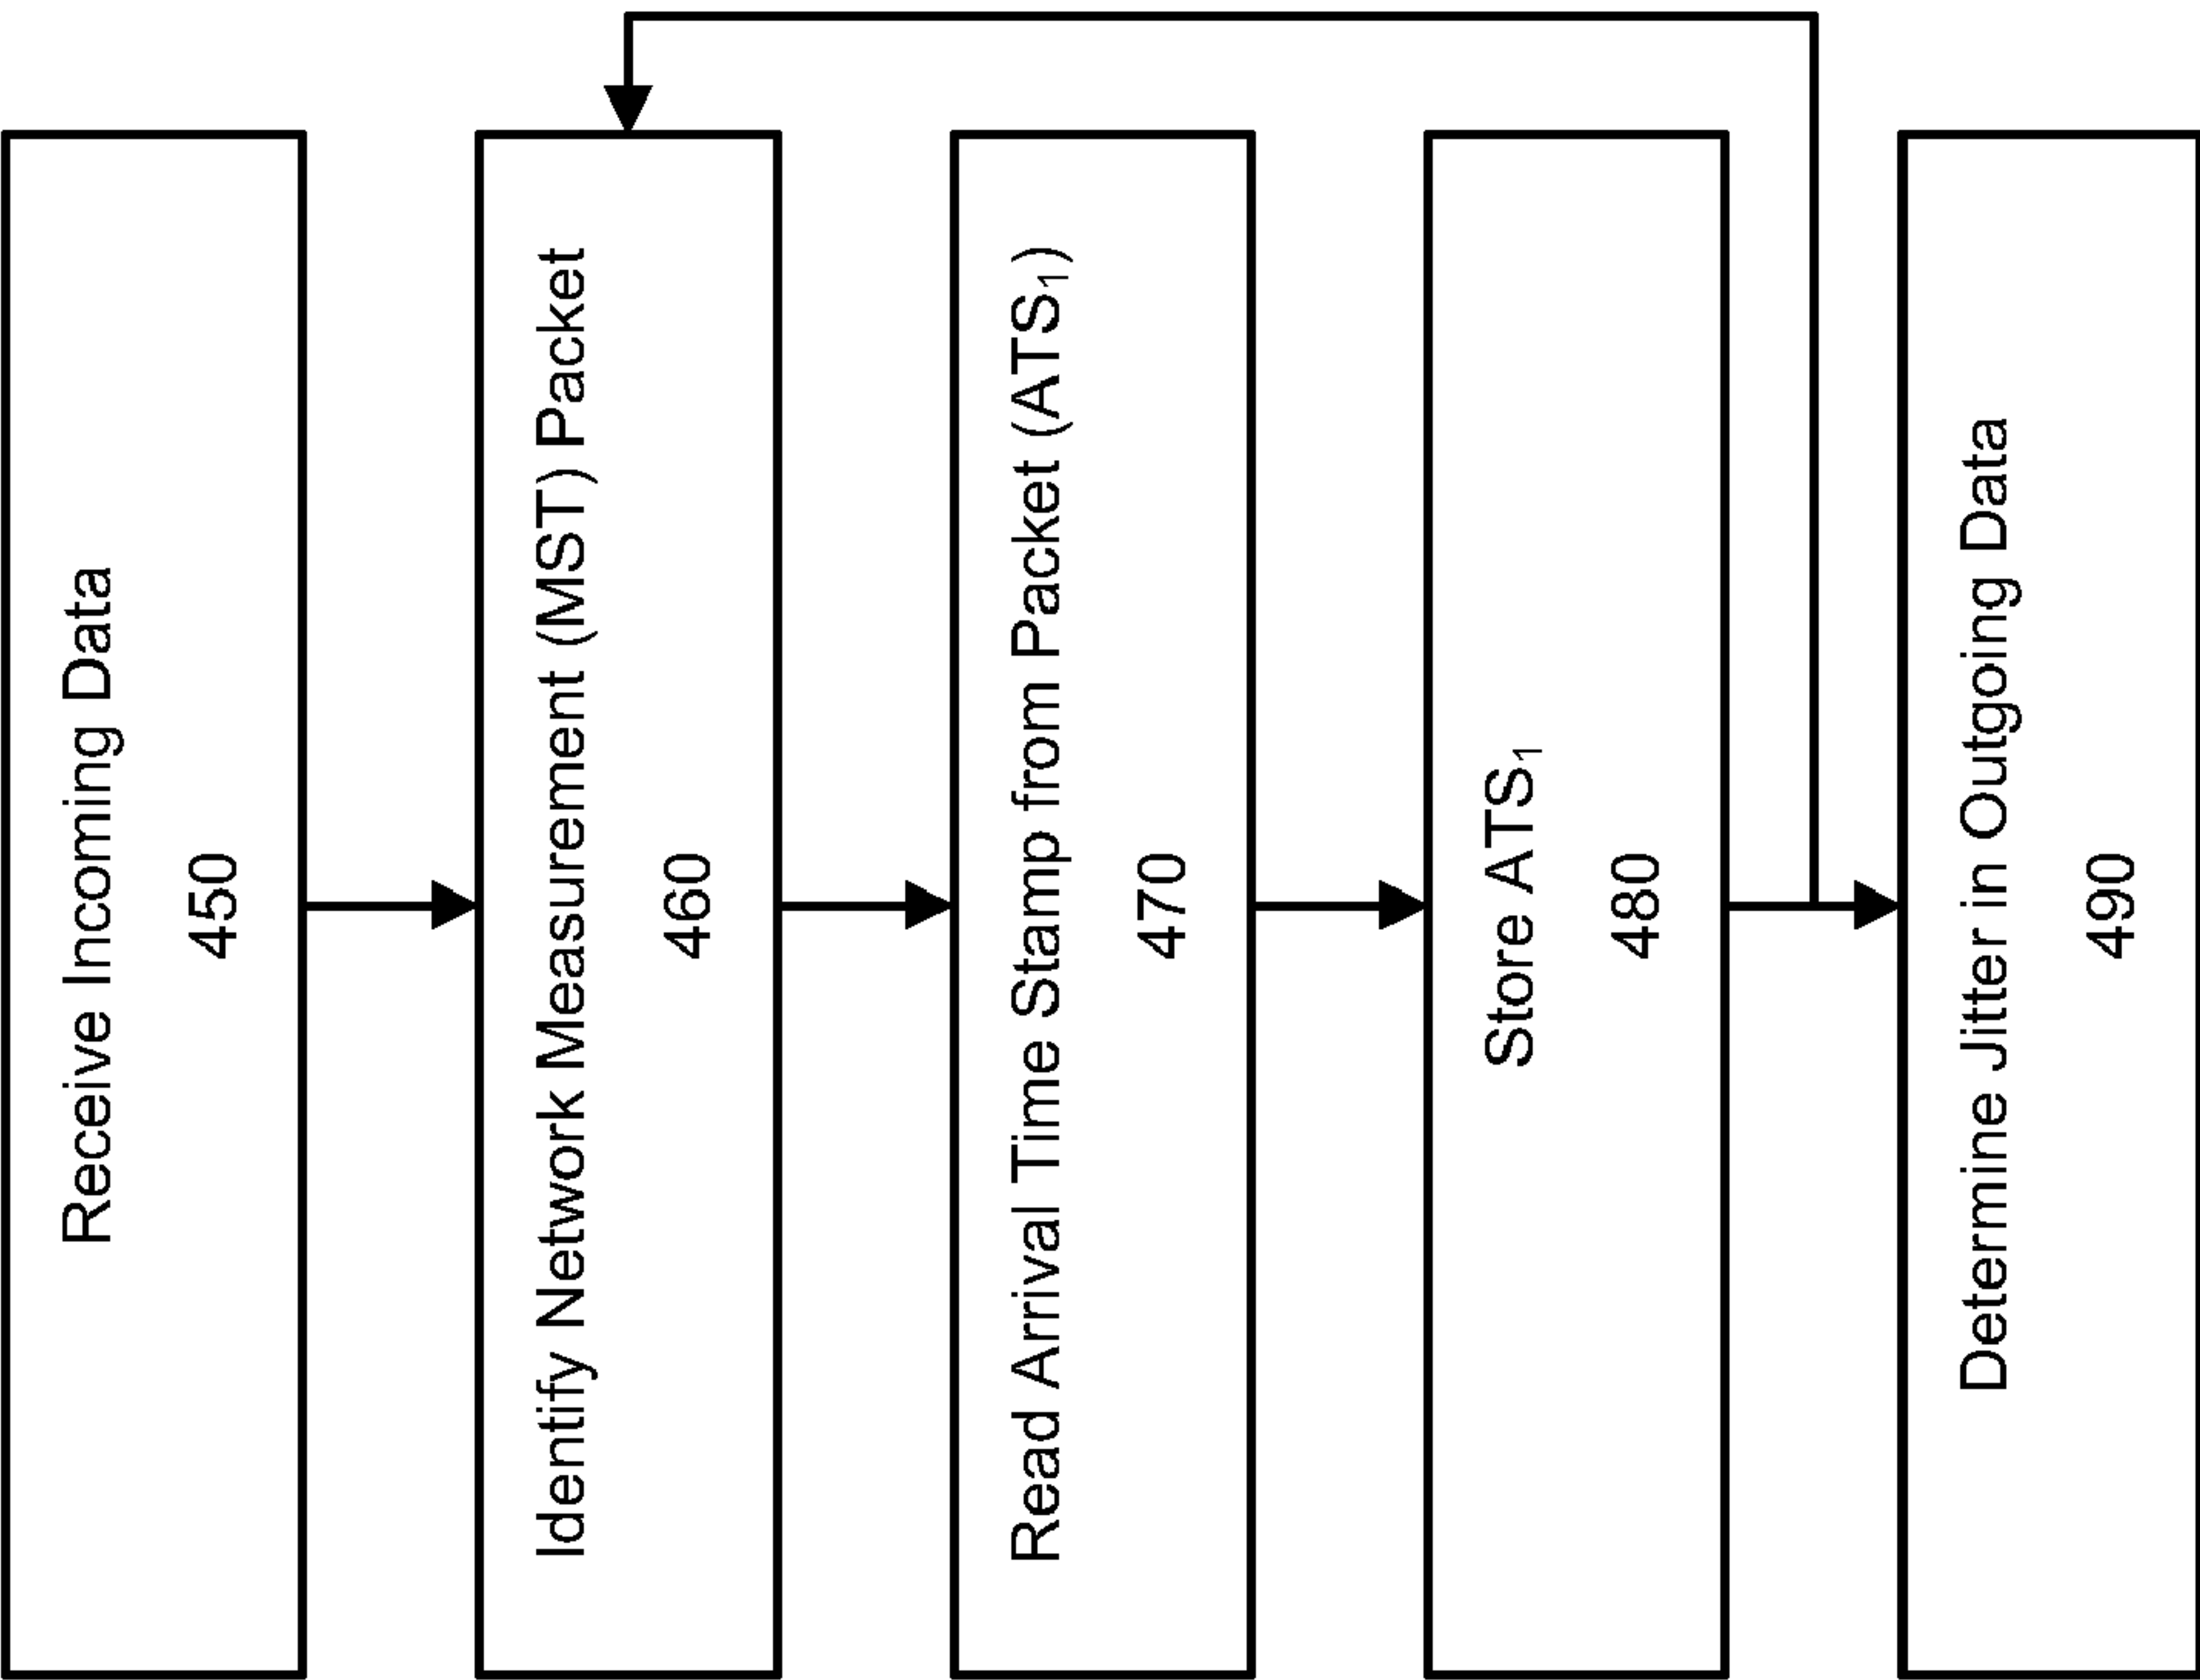 Receive Incoming Data
450
Identify Network Measurement (MST) Packet
460
Read Arrival Time Stamp from Packet (ATS₁)
470
Store ATS₁
480
Determine Jitter in Outgoing Data
490